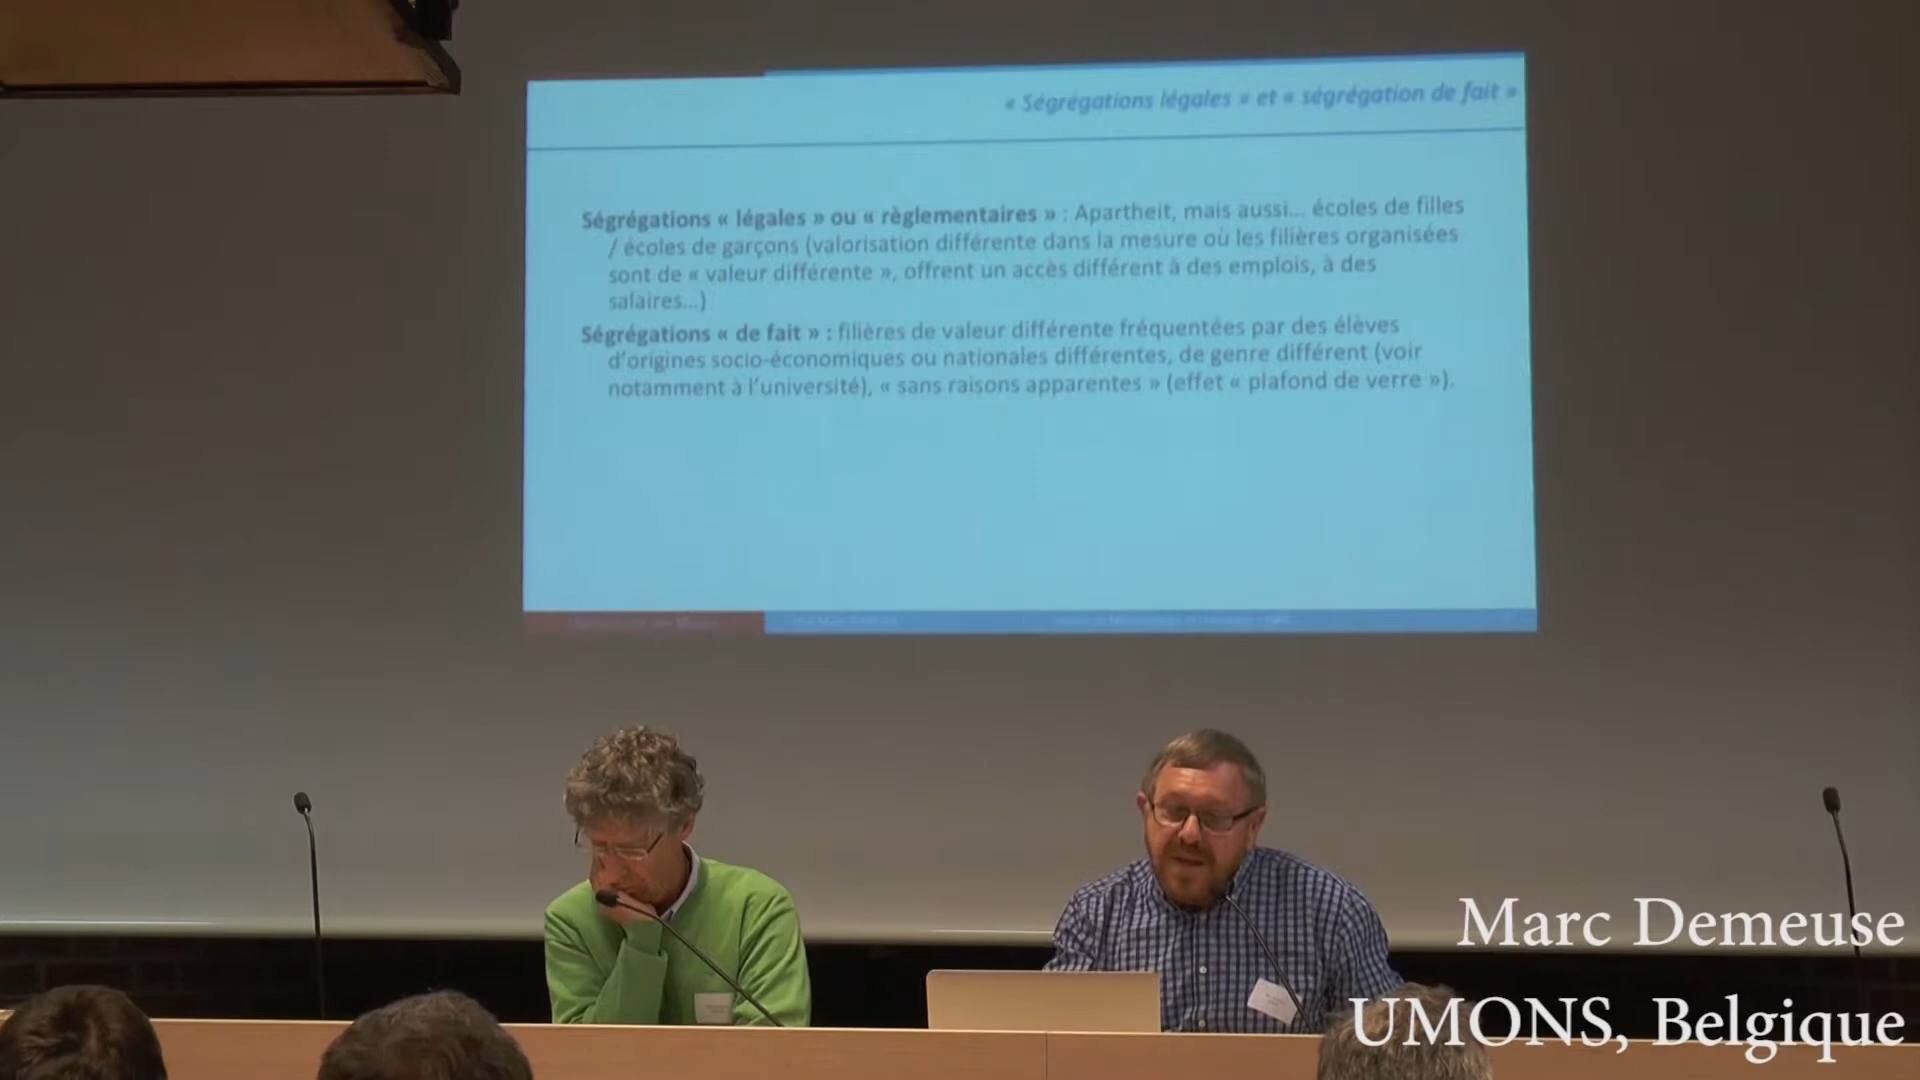 « Ségrégations légales » et « ségrégation de fait »
Ségrégations « légales » ou « règlementaires » : Apartheit, mais aussi... écoles de filles
/ écoles de garçons (valorisation différente dans la mesure où les filières organisées
sont de « valeur différente », offrent un accès différent à des emplois, à des
salaires...)
Ségrégations « de fait » : filières de valeur différente fréquentées par des élèves
d'origines socio-économiques ou nationales différentes, de genre différent (voir
notamment à l'université), « sans raisons apparentes » (effet « plafond de verre »).
Marc Demeuse
UMONS, Belgique